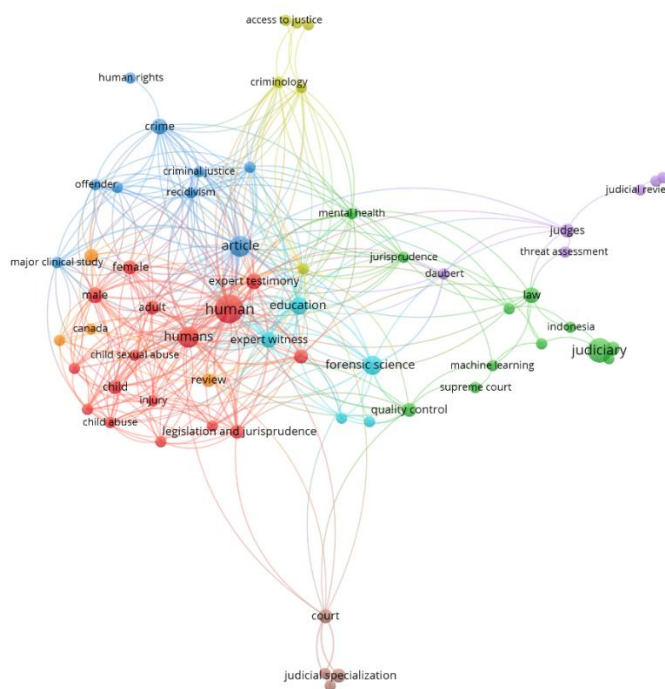 access to justice
human rights
criminology
crime
criminal justice
offender
recidivism
judicial revie
mental health
judges
article
jurisprudence
threat assessment
major clinical study
female
daubert
expert testimony
male
law
adult
human
education
canada
indonesia
humans
expert witness
judiciary
child sexual abuse
forensic science
machine learning
review
child
supreme court
injury
quality control
child abuse
legislation and jurisprudence
court
judicial specialization